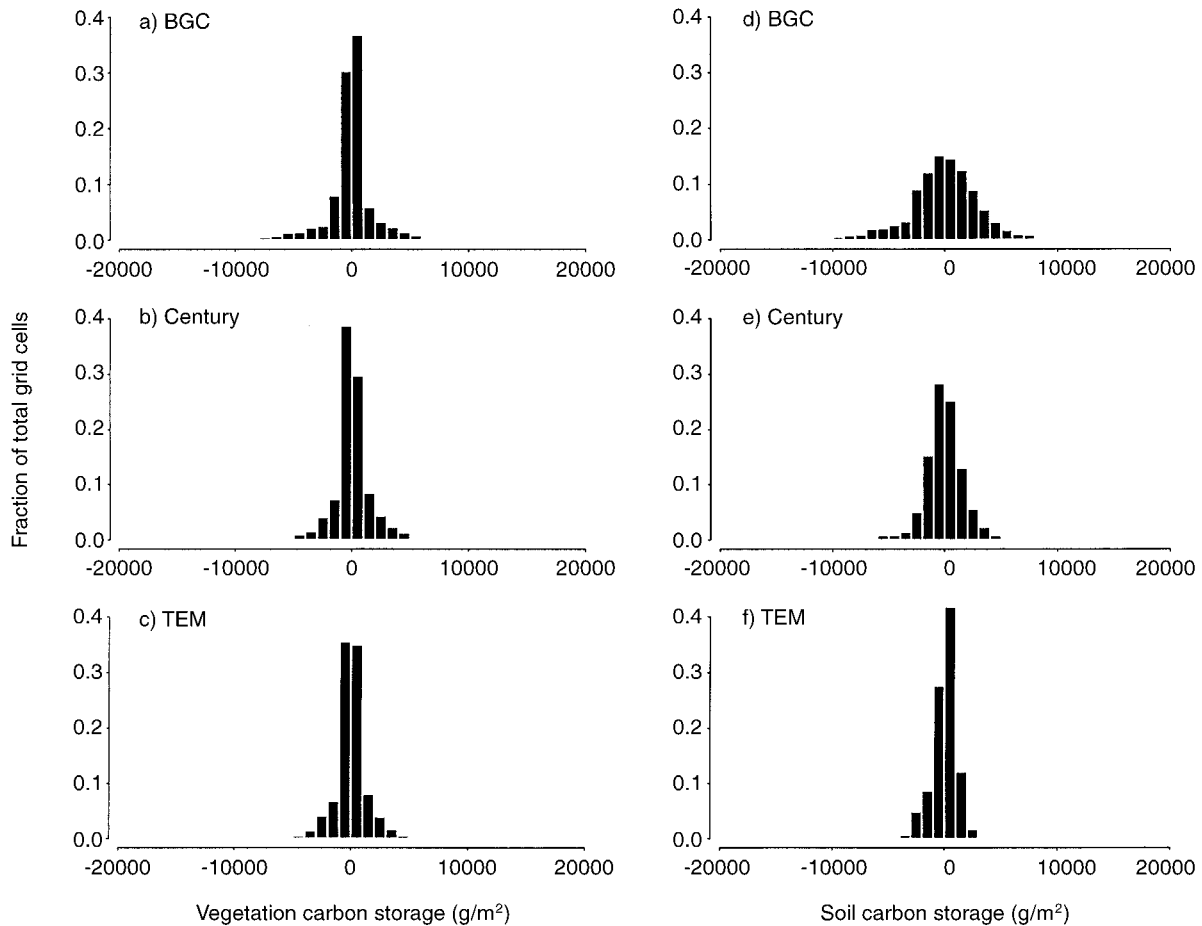 Fraction of total grid cells
a) BGC
0.4
0.3
0.2
0.1
0.0
-20000 -10000 0 10000 20000
b) Century
0.4
0.3
0.2
0.1
0.0
-20000 -10000 0 10000 20000
c) TEM
0.4
0.3
0.2
0.1
0.0
-20000 -10000 0 10000 20000
Vegetation carbon storage (g/m²)
d) BGC
0.4
0.3
0.2
0.1
0.0
-20000 -10000 0 10000 20000
e) Century
0.4
0.3
0.2
0.1
0.0
-20000 -10000 0 10000 20000
f) TEM
0.4
0.3
0.2
0.1
0.0
-20000 -10000 0 10000 20000
Soil carbon storage (g/m²)